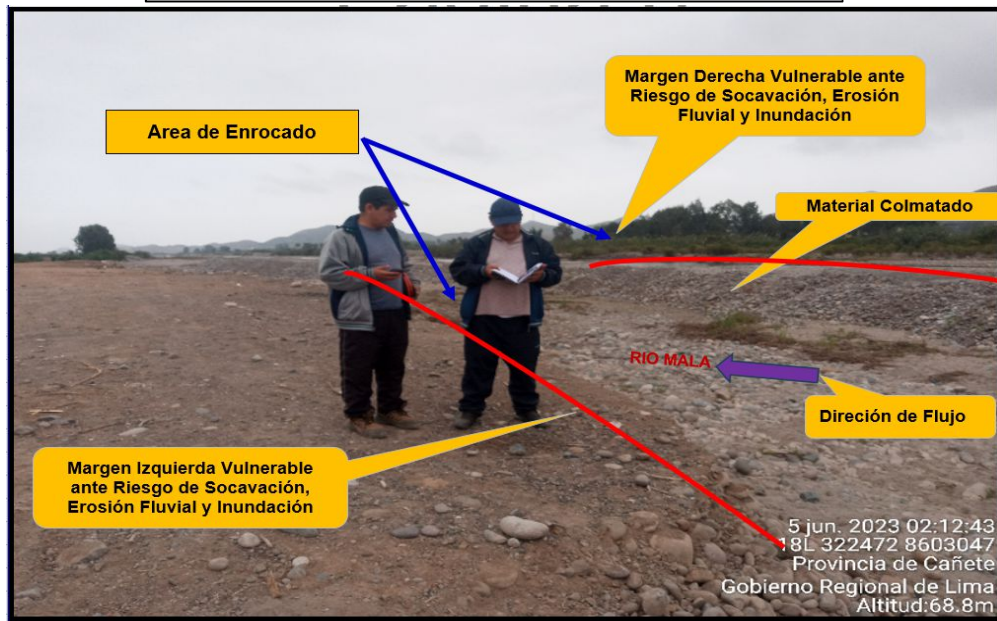 Margen Derecha Vulnerable ante
Riesgo de Socavación, Erosión
Fluvial y Inundación
Area de Enrocado
Material Colmatado
RIO MALA
Direción de Flujo
Margen Izquierda Vulnerable
ante Riesgo de Socavación,
Erosión Fluvial y Inundación
5 jun. 2023 02:12:43
18L 322472 8603047
Provincia de Cañete
Gobierno Regional de Lima
Altitud:68.8m